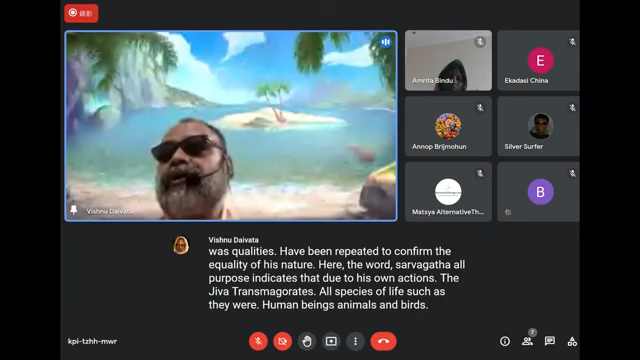 錄影
Vishnu Daivata
Amrita Bindu
Ekadasi China
E
Annop Brijmohun
Silver Surfer
Matsya AlternativeTh...
B
你
Vishnu Daivata
was qualities. Have been repeated to confirm the
equality of his nature. Here, the word, sarvagatha all
purpose indicates that due to his own actions. The
Jiva Transmagorates. All species of life such as
they were. Human beings animals and birds.
kpi-tzhh-mwr
7